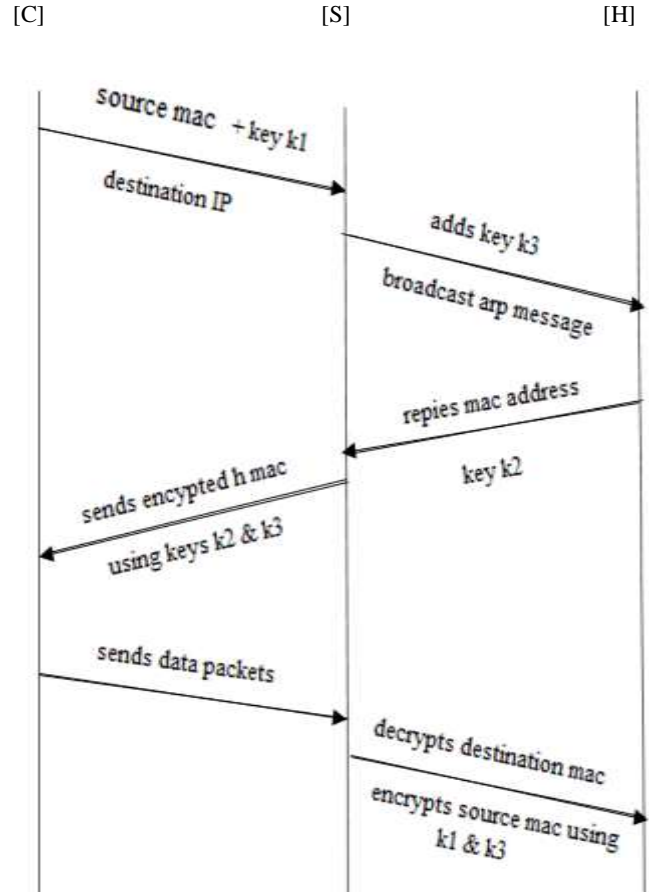 [C] [S] [H]
source mac + key k1
destination IP
adds key k3
broadcast arp message
repies mac address
key k2
sends encypted h mac
using keys k2 & k3
sends data packets
decrypts destination mac
encrypts source mac using
k1 & k3